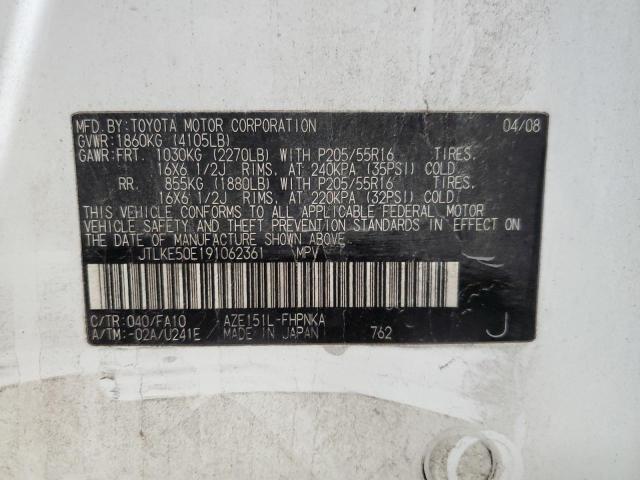 MFD.BY:TOYOTA MOTOR CORPORATION 04/08
GVWR:1860KG (4105LB)
GAWR:FRT. 1030KG (2270LB) WITH P205/55R16 TIRES,
16X6 1/2J RIMS, AT 240KPA (35PSI) COLD
RR. 855KG (1880LB) WITH P205/55R16 TIRES,
16X6 1/2J RIMS, AT 220KPA (32PSI) COLD
THIS VEHICLE CONFORMS TO ALL APPLICABLE FEDERAL MOTOR
VEHICLE SAFETY AND THEFT PREVENTION STANDARDS IN EFFECT ON
THE DATE OF MANUFACTURE SHOWN ABOVE.
JTLKE50E191062361 MPV
C/TR:040/FA10 AZE151L-FHPNKA
A/TM:-02A/U241E MADE IN JAPAN 762 J